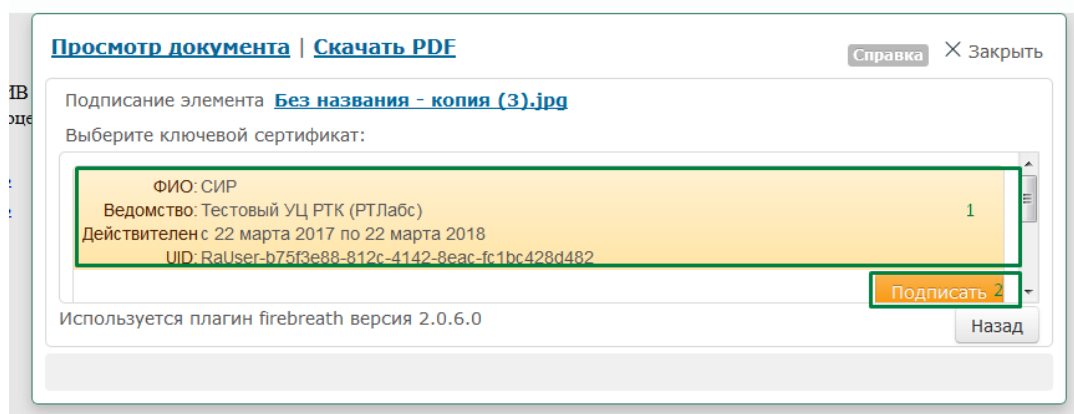 Просмотр документа | Скачать PDF
Справка × Закрыть
Подписание элемента Без названия - копия (3).jpg
Выберите ключевой сертификат:
ФИО: СИР
Ведомство: Тестовый УЦ РТК (РТЛабс)
1
Действителен с 22 марта 2017 по 22 марта 2018
UID: RaUser-b75f3e88-812c-4142-8eac-fc1bc428d482
Подписать 2
Используется плагин firebreath версия 2.0.6.0
Назад